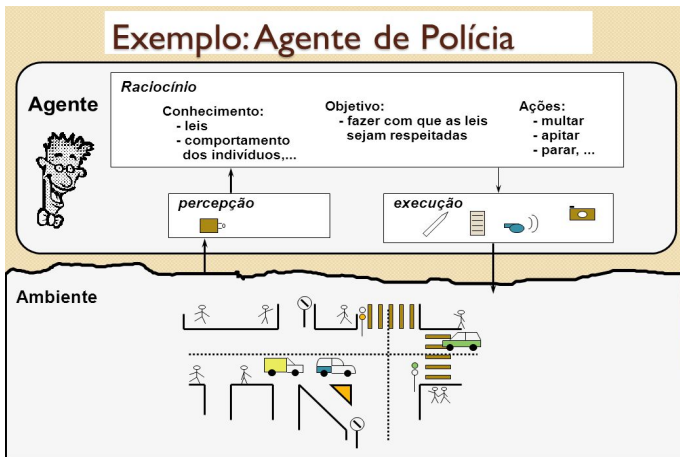 Exemplo: Agente de Polícia
Agente
Raciocínio
Conhecimento:
- leis
- comportamento
dos indivíduos,...
Objetivo:
- fazer com que as leis
sejam respeitadas
Ações:
- multar
- apitar
- parar, ...
percepção
execução
Ambiente